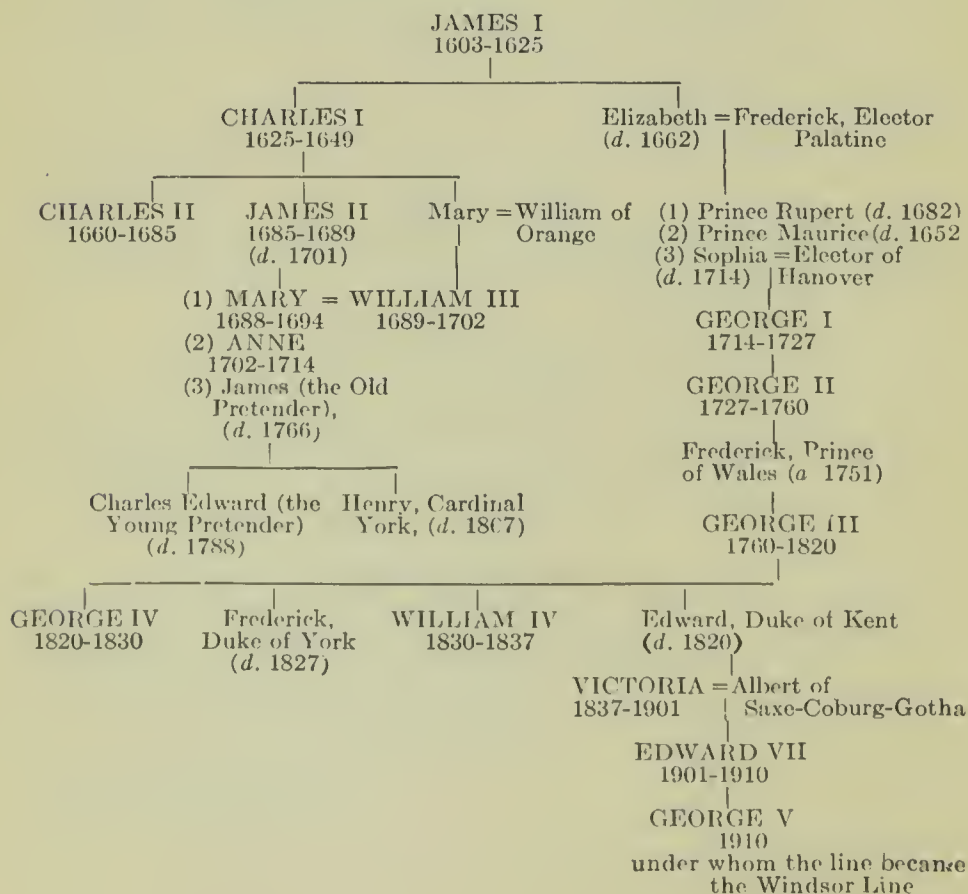 JAMES I
1603-1625
CHARLES I
1625-1649
Elizabeth = Frederick, Elector
(d. 1662) Palatine
CHARLES II
1660-1685
JAMES II
1685-1689
(d. 1701)
Mary = William of
Orange
(1) Prince Rupert (d. 1682)
(2) Prince Maurice (d. 1652
(3) Sophia = Elector of
(d. 1714) Hanover
(1) MARY = WILLIAM III
1688-1694 1689-1702
(2) ANNE
1702-1714
(3) James (the Old
Pretender),
(d. 1766)
GEORGE I
1714-1727
GEORGE II
1727-1760
Frederick, Prince
of Wales (a 1751)
Charles Edward (the
Young Pretender)
(d. 1788)
Henry, Cardinal
York, (d. 1807)
GEORGE III
1760-1820
GEORGE IV
1820-1830
Frederick,
Duke of York
(d. 1827)
WILLIAM IV
1830-1837
Edward, Duke of Kent
(d. 1820)
VICTORIA = Albert of
1837-1901 Saxe-Coburg-Gotha
EDWARD VII
1901-1910
GEORGE V
1910
under whom the line became
the Windsor Line